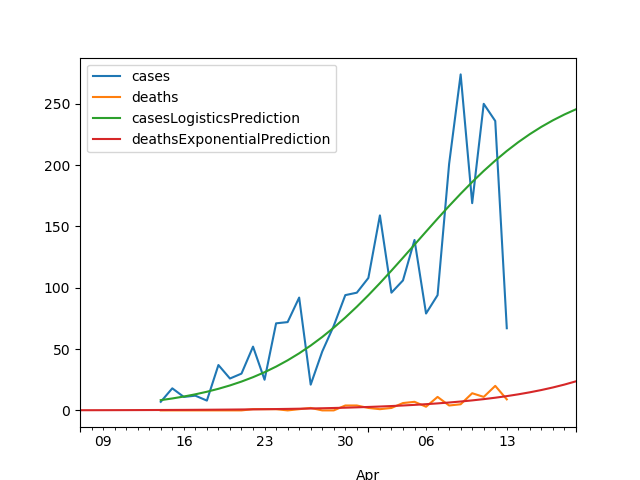 cases
deaths
casesLogisticsPrediction
deathsExponentialPrediction
250
200
150
100
50
0
09 16 23 30 06 13
Apr